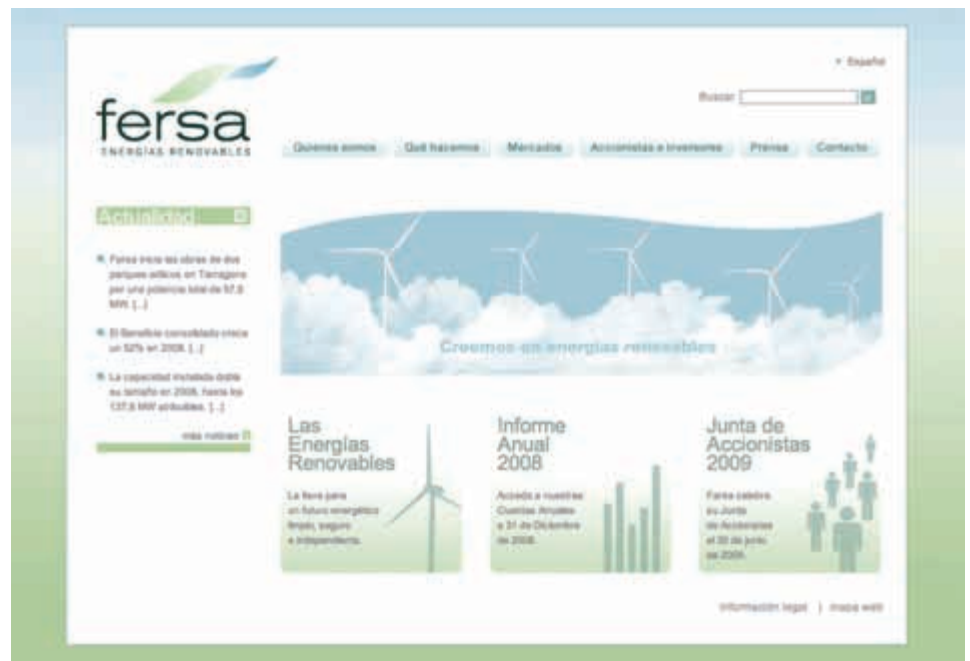 Español
Buscar
fersa
ENERGÍAS RENOVABLES
Quienes somos Qué hacemos Mercados Accionistas e inversores Prensa Contacto
Actualidad
Fersa inicia las obras de dos
parques eólicos en Tarragona
por una potencia total de 57,8
MW. [...]
El Beneficio consolidado crece
un 52% en 2008. [...]
La capacidad instalada dobla
su tamaño en 2008, hasta los
137,8 MW atribuibles. [...]
más noticias
Creemos en energías renovables
Las
Energías
Renovables
La llave para
un futuro energético
limpio, seguro
e independiente.
Informe
Anual
2008
Acceda a nuestras
Cuentas Anuales
a 31 de Diciembre
de 2008.
Junta de
Accionistas
2009
Fersa celebra
su Junta
de Accionistas
el 30 de junio
de 2009.
información legal | mapa web